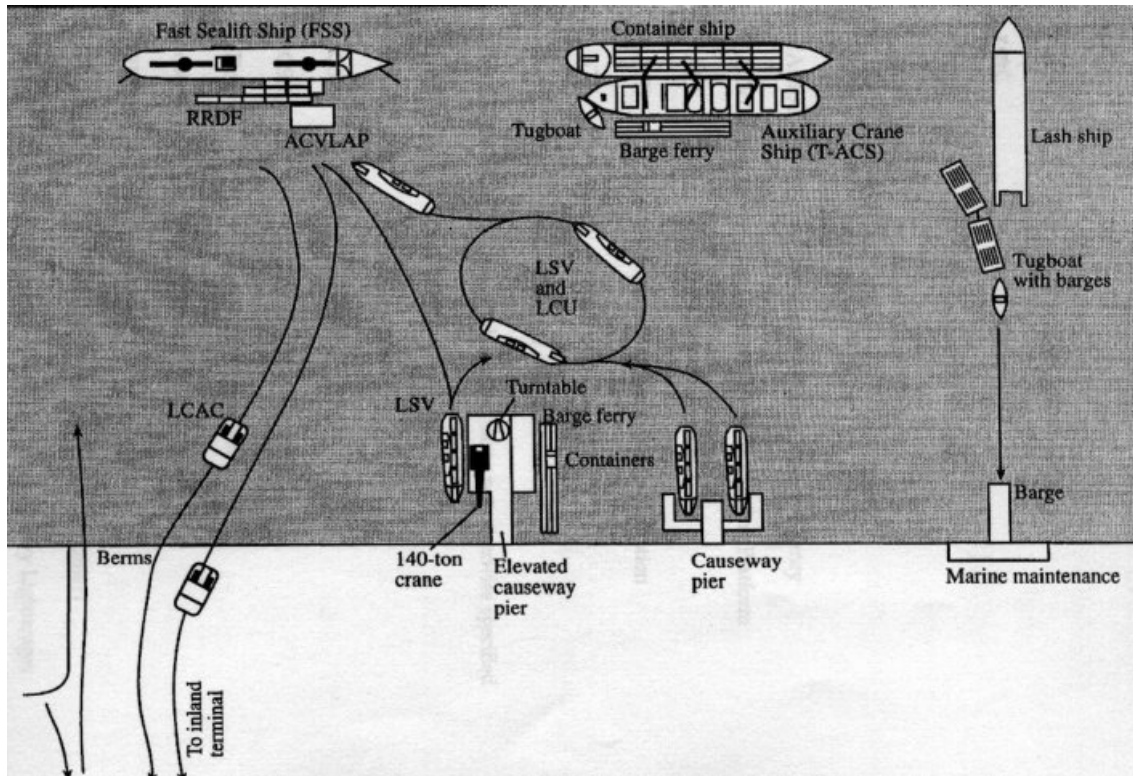 Fast Sealift Ship (FSS)
Container ship
RRDF
ACVLAP
Tugboat
Barge ferry
Auxiliary Crane
Ship (T-ACS)
Lash ship
Tugboat
with barges
LSV
and
LCU
LCAC
LSV
Turntable
Barge ferry
Containers
Barge
Berms
140-ton
crane
Elevated
causeway
pier
Causeway
pier
Marine maintenance
To inland
terminal